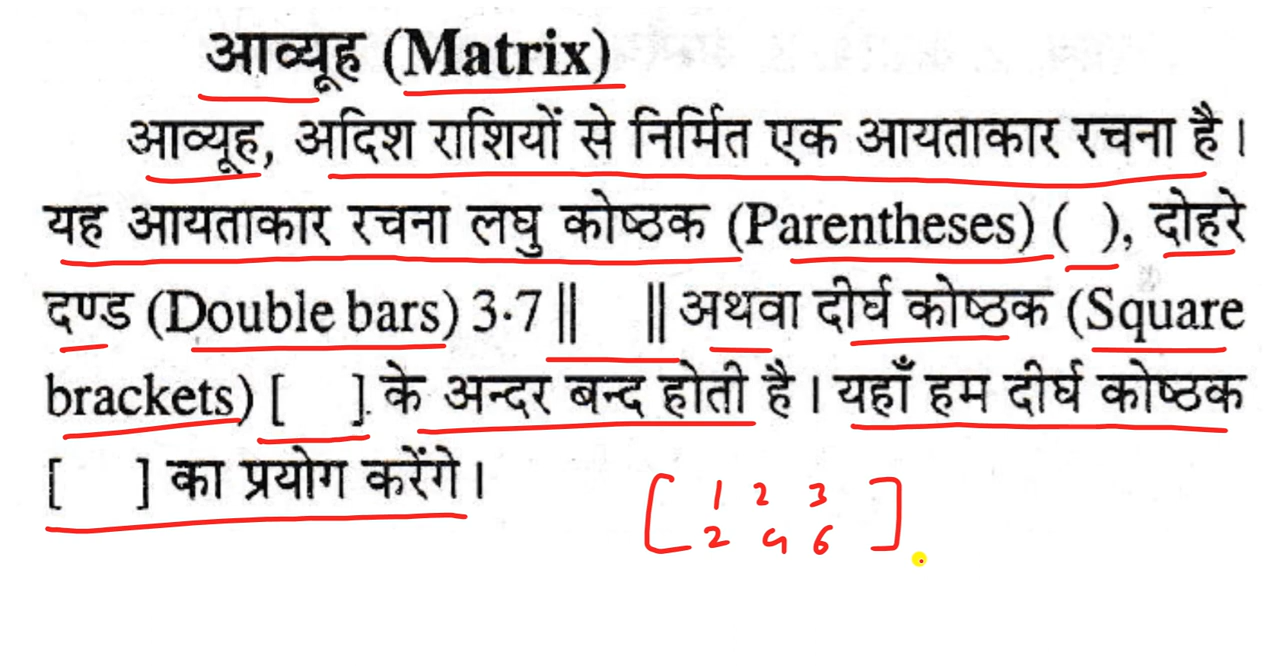 आव्यूह (Matrix)
आव्यूह, अदिश राशियों से निर्मित एक आयताकार रचना है।
यह आयताकार रचना लघु कोष्ठक (Parentheses) ( ), दोहरे
दण्ड (Double bars) 3·7 || || अथवा दीर्घ कोष्ठक (Square
brackets) [ ] के अन्दर बन्द होती है। यहाँ हम दीर्घ कोष्ठक
[ ] का प्रयोग करेंगे।
[ 1 2 3
2 4 6 ]